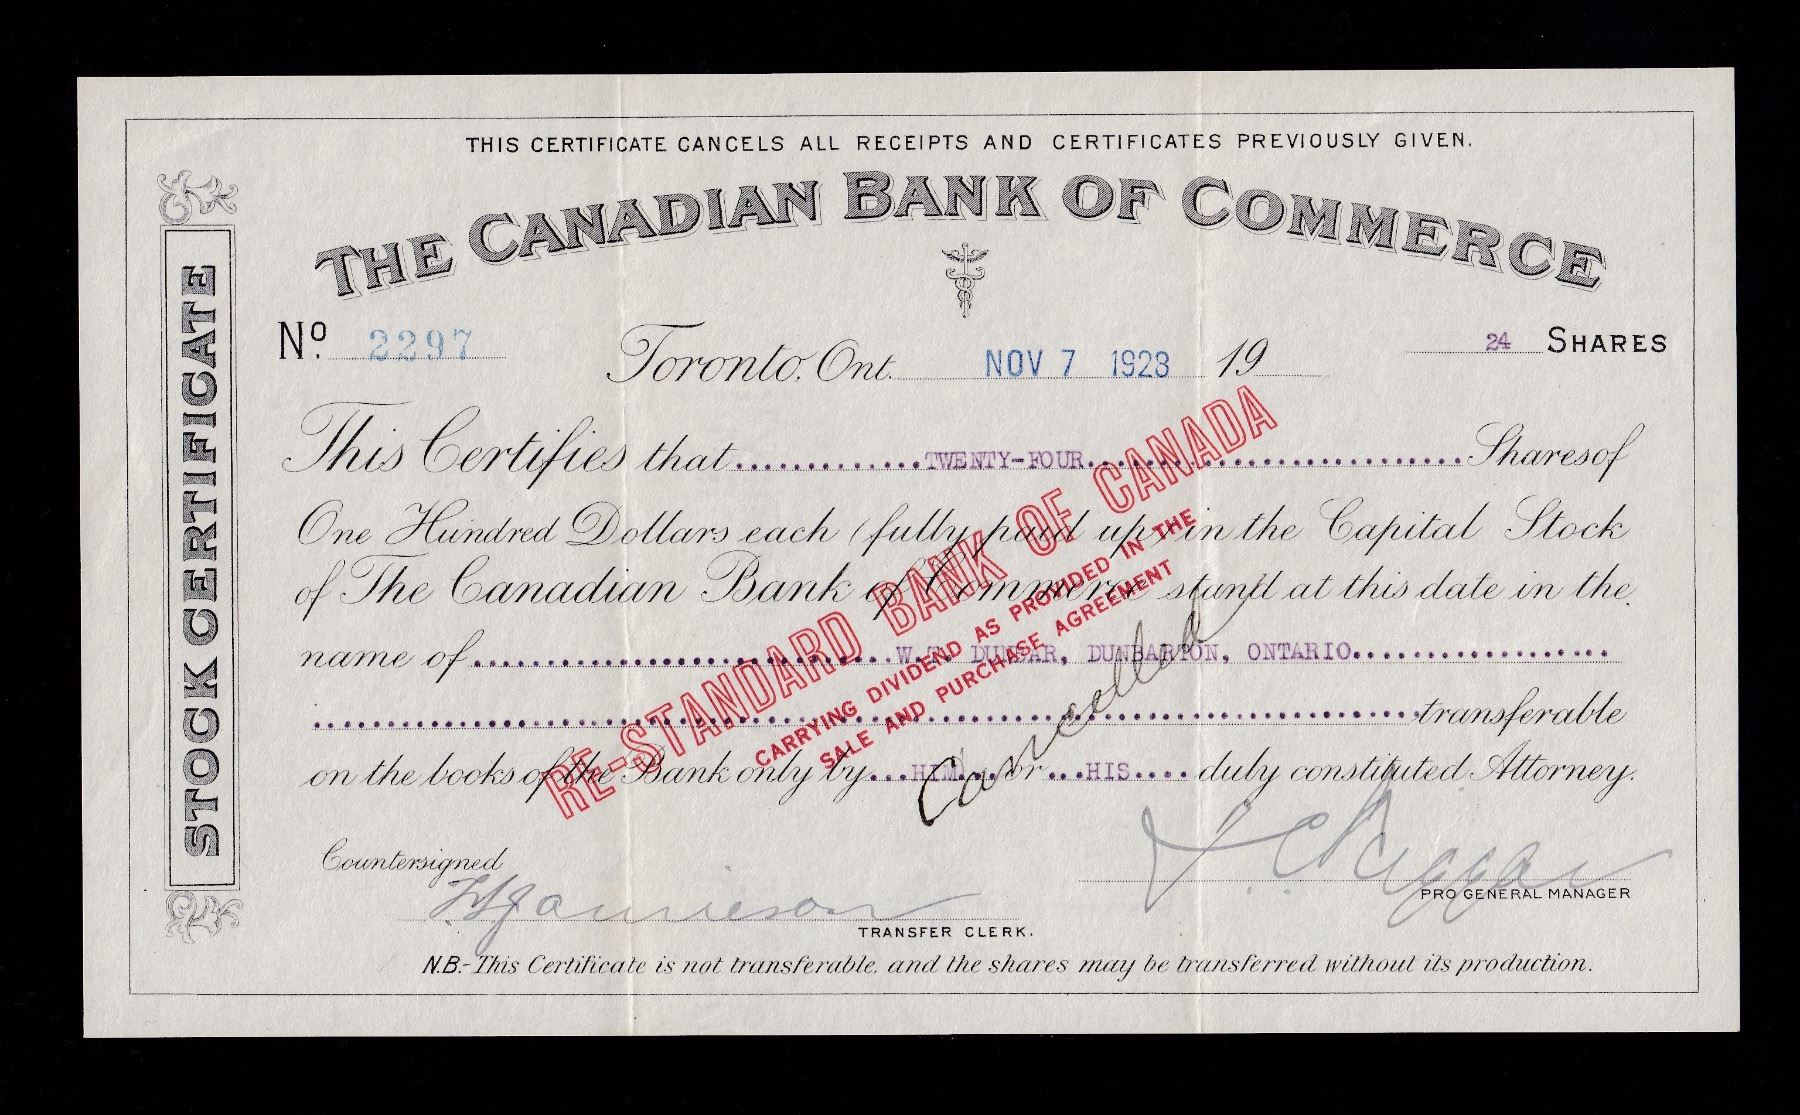 THIS CERTIFICATE CANCELS ALL RECEIPTS AND CERTIFICATES PREVIOUSLY GIVEN.
THE CANADIAN BANK OF COMMERCE
STOCK CERTIFICATE
No. 2297
Toronto, Ont. NOV 7 1928 19
24 SHARES
This Certifies that TWENTY-FOUR Shares of
One Hundred Dollars each (fully paid up) in the Capital Stock
of The Canadian Bank of Commerce stand at this date in the
name of W. DUNBAR, DUNBARTON, ONTARIO
transferable
on the books of the Bank only by HIM or HIS duly constituted Attorney.
RE-STANDARD BANK OF CANADA
CARRYING DIVIDEND AS PROVIDED IN THE
SALE AND PURCHASE AGREEMENT
Cancelled
Countersigned
Jamieson
TRANSFER CLERK.
PRO GENERAL MANAGER
N.B.- This Certificate is not transferable, and the shares may be transferred without its production.